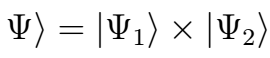 Ψ⟩ = |Ψ₁⟩ × |Ψ₂⟩